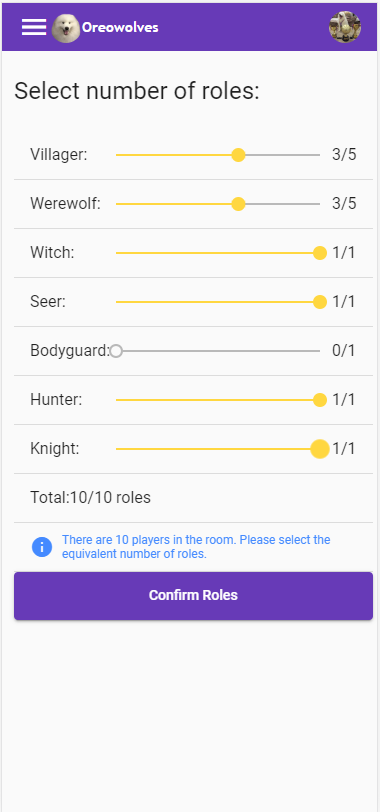 Oreowolves
Select number of roles:
Villager: 3/5
Werewolf: 3/5
Witch: 1/1
Seer: 1/1
Bodyguard: 0/1
Hunter: 1/1
Knight: 1/1
Total:10/10 roles
There are 10 players in the room. Please select the
equivalent number of roles.
Confirm Roles